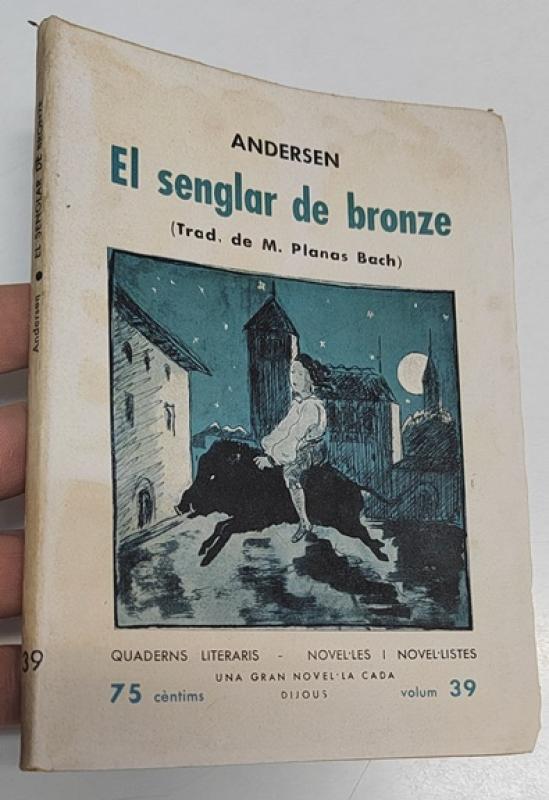 ANDERSEN
El senglar de bronze
(Trad. de M. Planas Bach)
QUADERNS LITERARIS - NOVEL·LES I NOVEL·LISTES
UNA GRAN NOVEL·LA CADA
DIJOUS
75 cèntims
volum 39
Andersen ● EL SENGLAR DE BRONZE
39